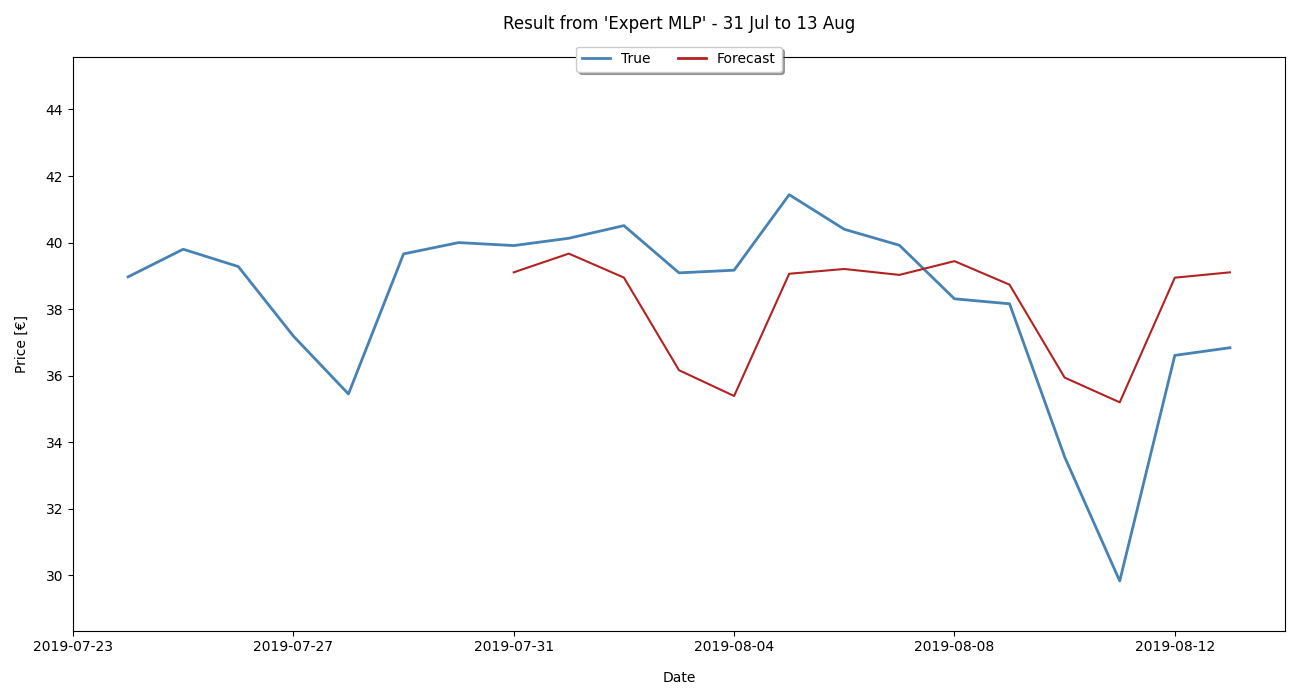 Result from 'Expert MLP' - 31 Jul to 13 Aug
True Forecast
44
42
40
38
36
34
32
30
Price [€]
2019-07-23 2019-07-27 2019-07-31 2019-08-04 2019-08-08 2019-08-12
Date